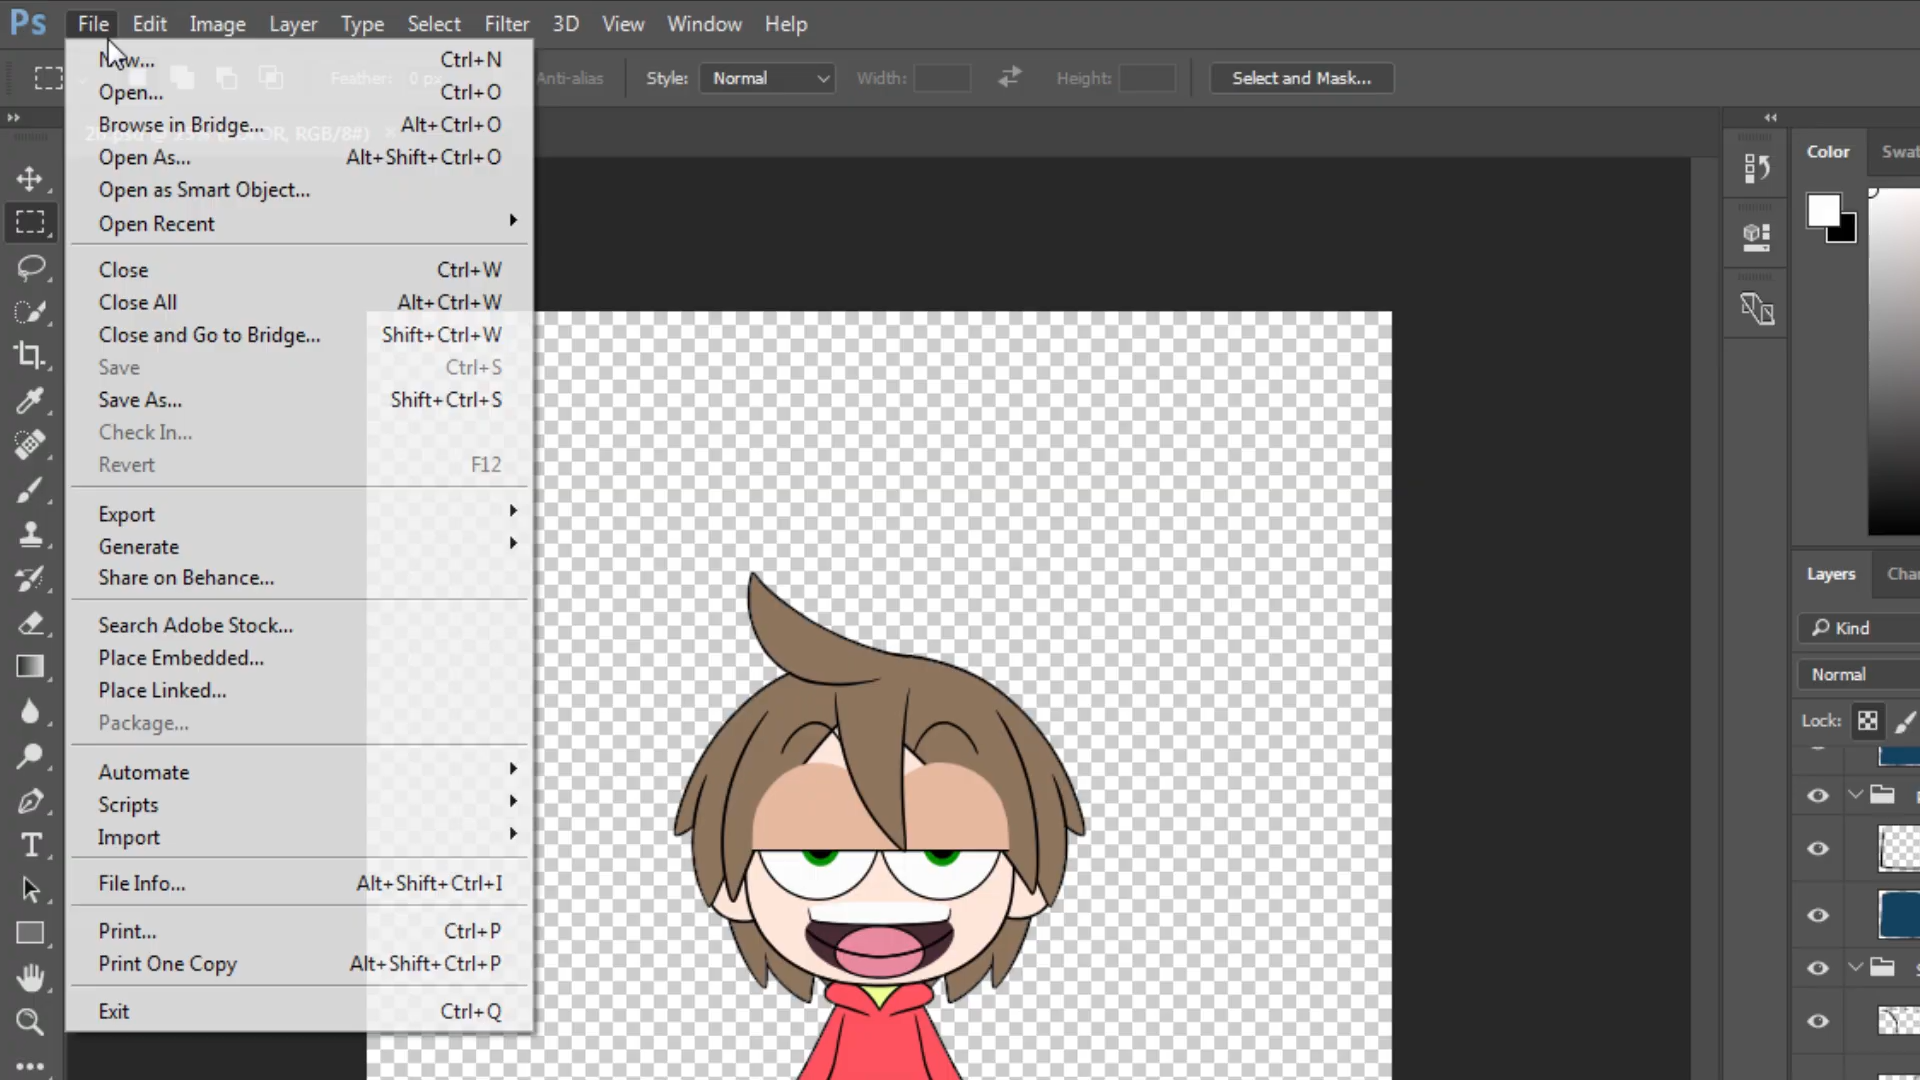 Ps File Edit Image Layer Type Select Filter 3D View Window Help
Feather: 0 px Anti-alias Style: Normal Width: Height: Select and Mask...
New... Ctrl+N
Open... Ctrl+O
Browse in Bridge... Alt+Ctrl+O
Open As... Alt+Shift+Ctrl+O
Open as Smart Object...
Open Recent
Close Ctrl+W
Close All Alt+Ctrl+W
Close and Go to Bridge... Shift+Ctrl+W
Save Ctrl+S
Save As... Shift+Ctrl+S
Check In...
Revert F12
Export
Generate
Share on Behance...
Search Adobe Stock...
Place Embedded...
Place Linked...
Package...
Automate
Scripts
Import
File Info... Alt+Shift+Ctrl+I
Print... Ctrl+P
Print One Copy Alt+Shift+Ctrl+P
Exit Ctrl+Q
RGB/8#)
Color Swat
Layers Cha
Kind
Normal
Lock: